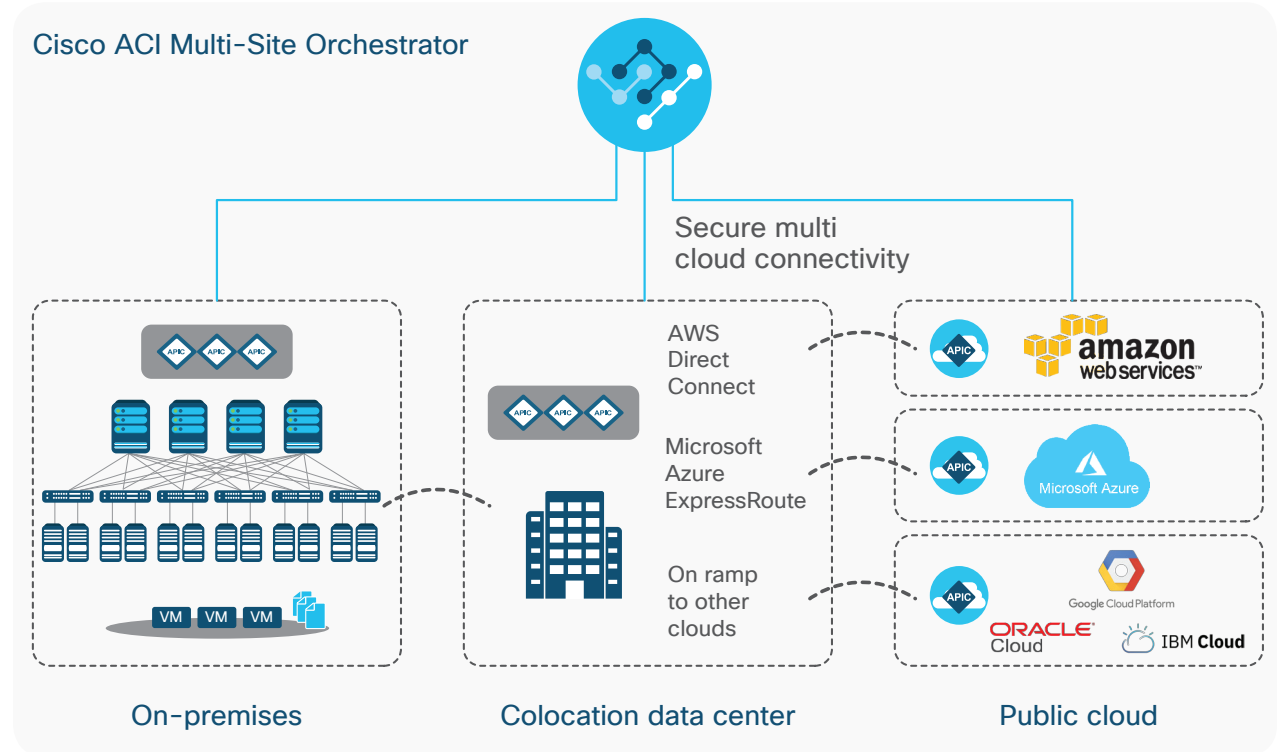 Cisco ACI Multi-Site Orchestrator
Secure multi
cloud connectivity
APIC APIC APIC
VM VM VM
On-premises
APIC APIC APIC
AWS
Direct
Connect
Microsoft
Azure
ExpressRoute
On ramp
to other
clouds
Colocation data center
APIC
amazon
web services™
APIC
Microsoft Azure
APIC
Google Cloud Platform
ORACLE®
Cloud
IBM Cloud
Public cloud